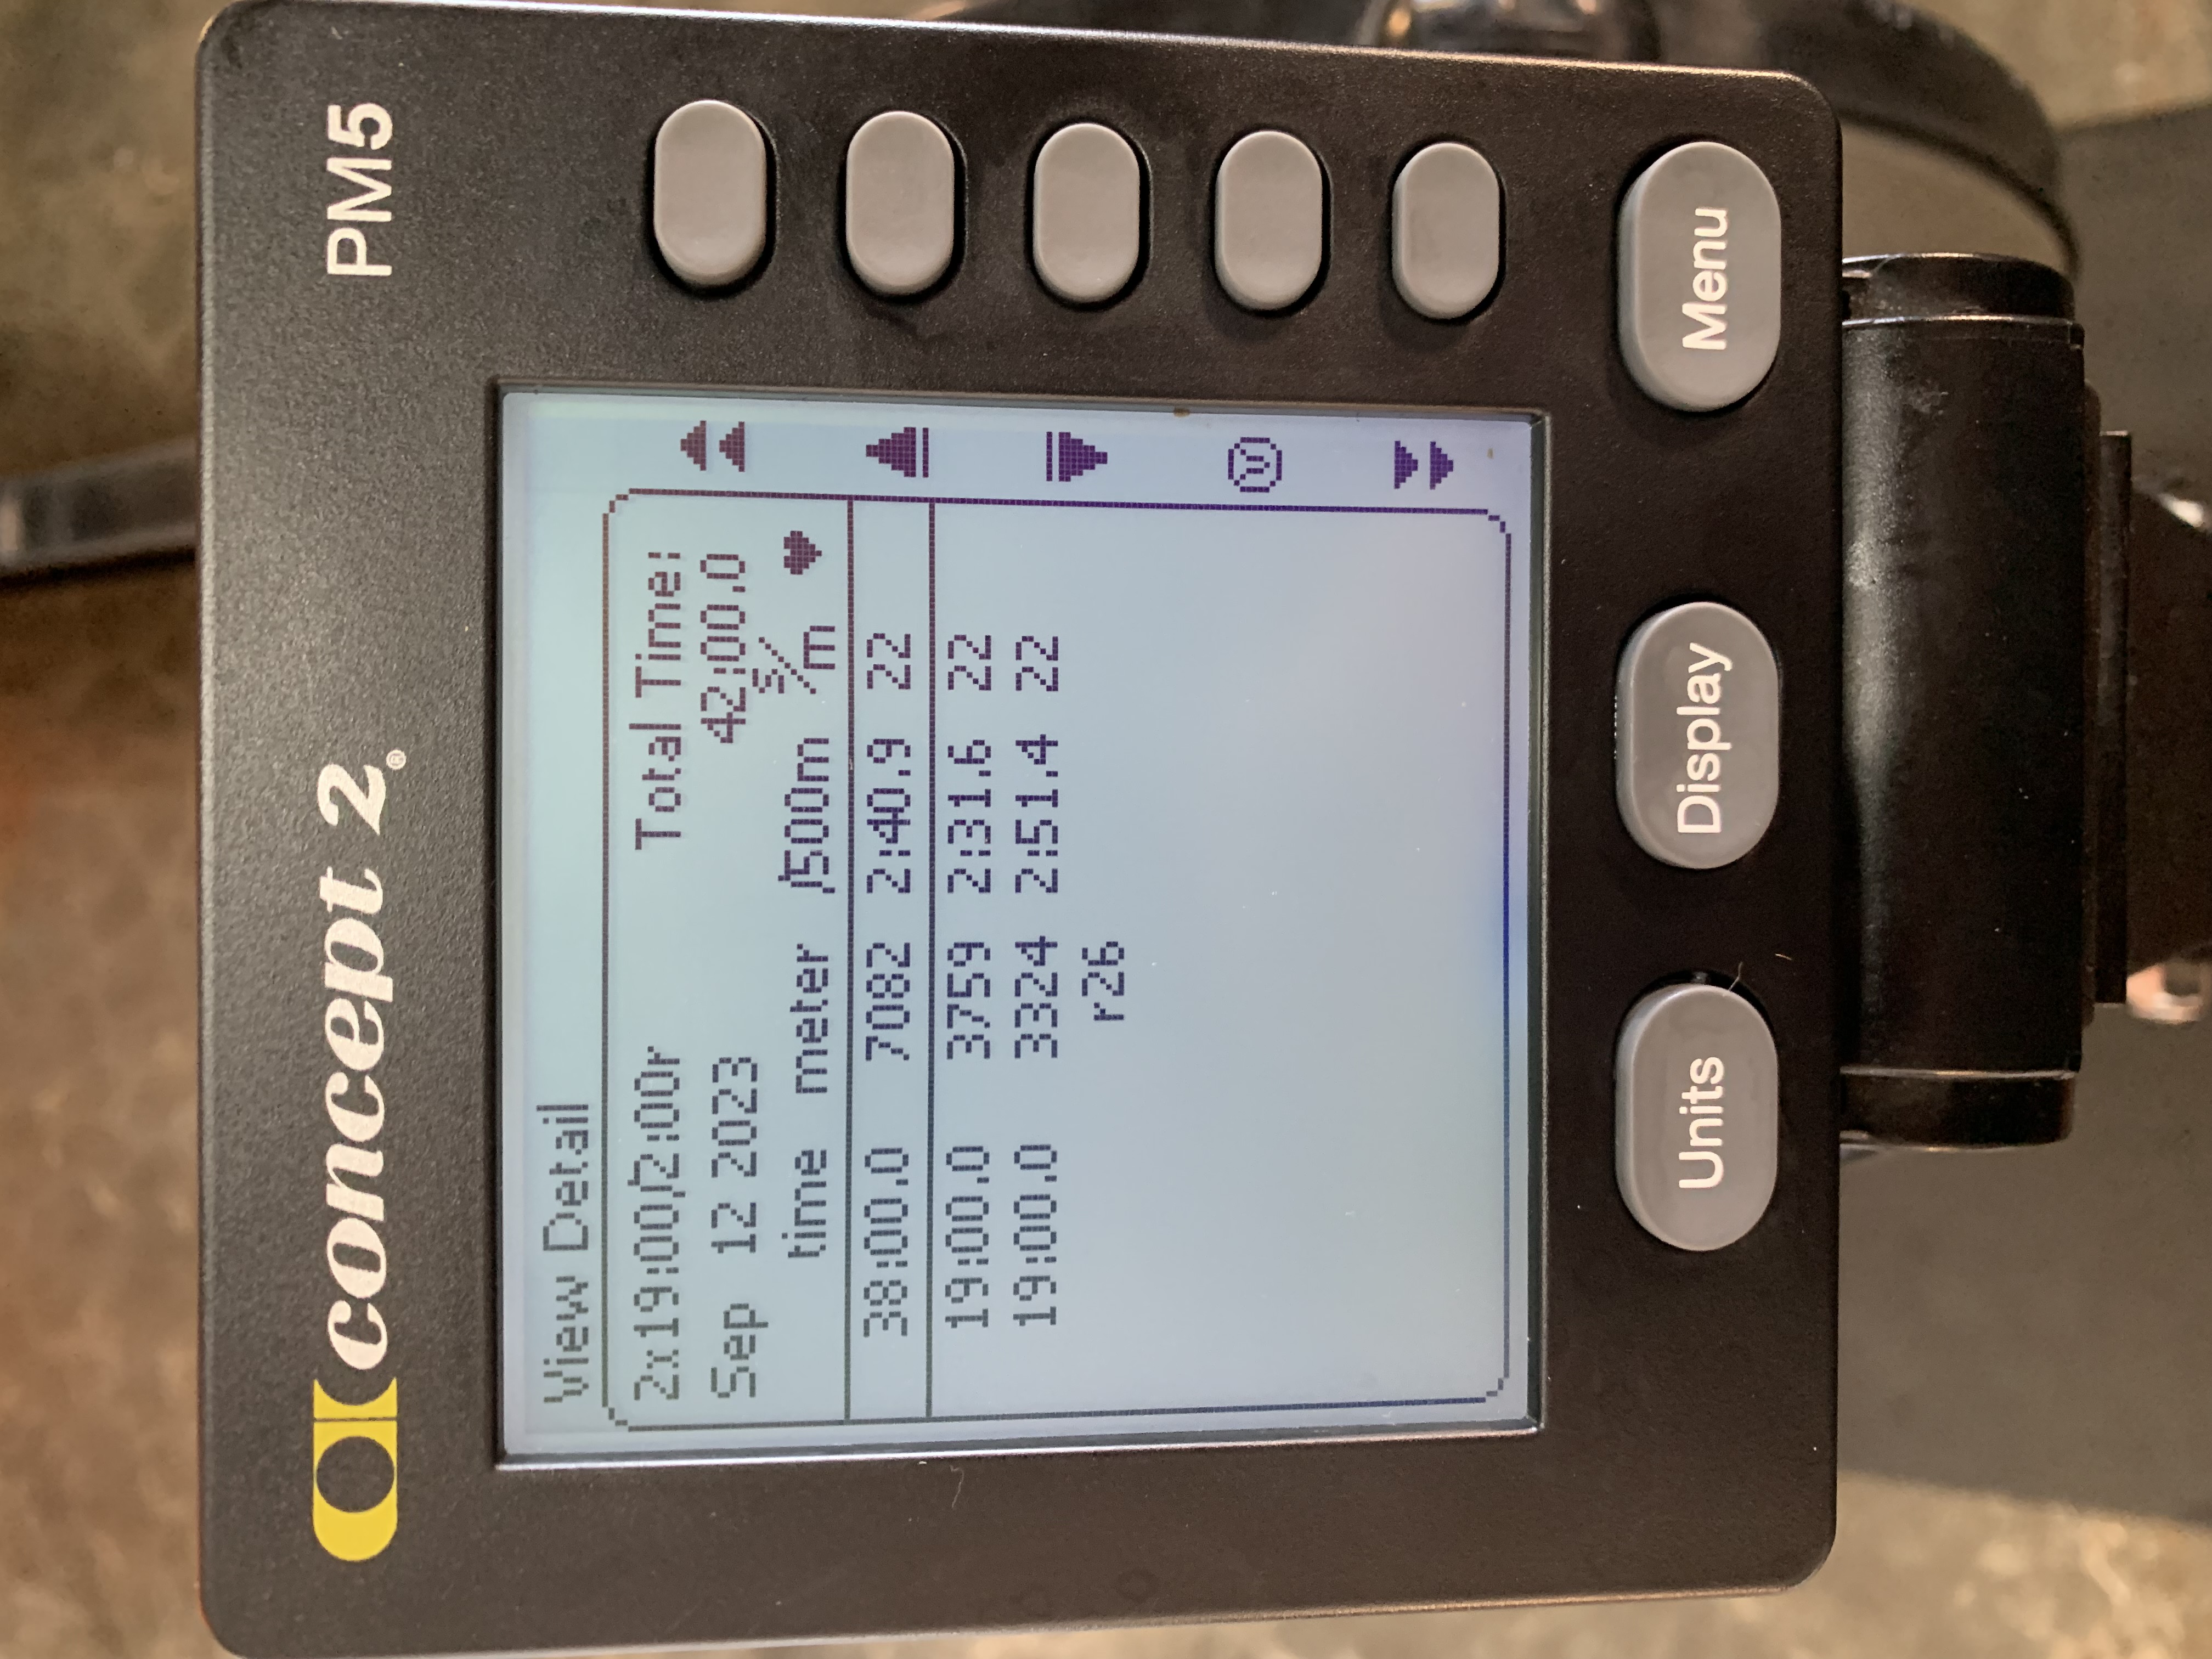 concept 2®
PM5
View Detail
2x19:00/2:00r Total Time:
Sep 12 2023 42:00.0
time meter /500m s/m
38:00.0 7082 2:40.9 22
19:00.0 3759 2:31.6 22
19:00.0 3324 2:51.4 22
r26
V
Units Display Menu